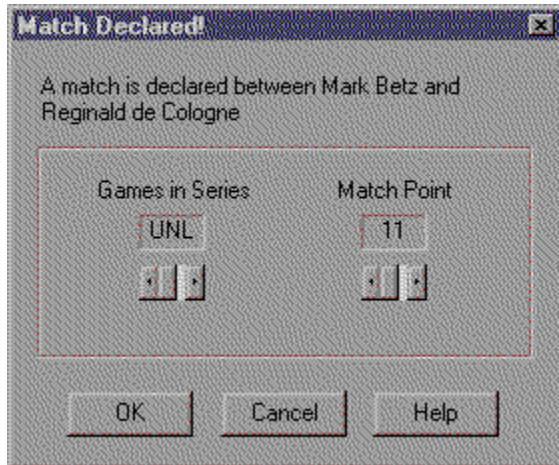 Match Declared!
A match is declared between Mark Betz and
Reginald de Cologne
Games in Series Match Point
UNL 11
OK Cancel Help